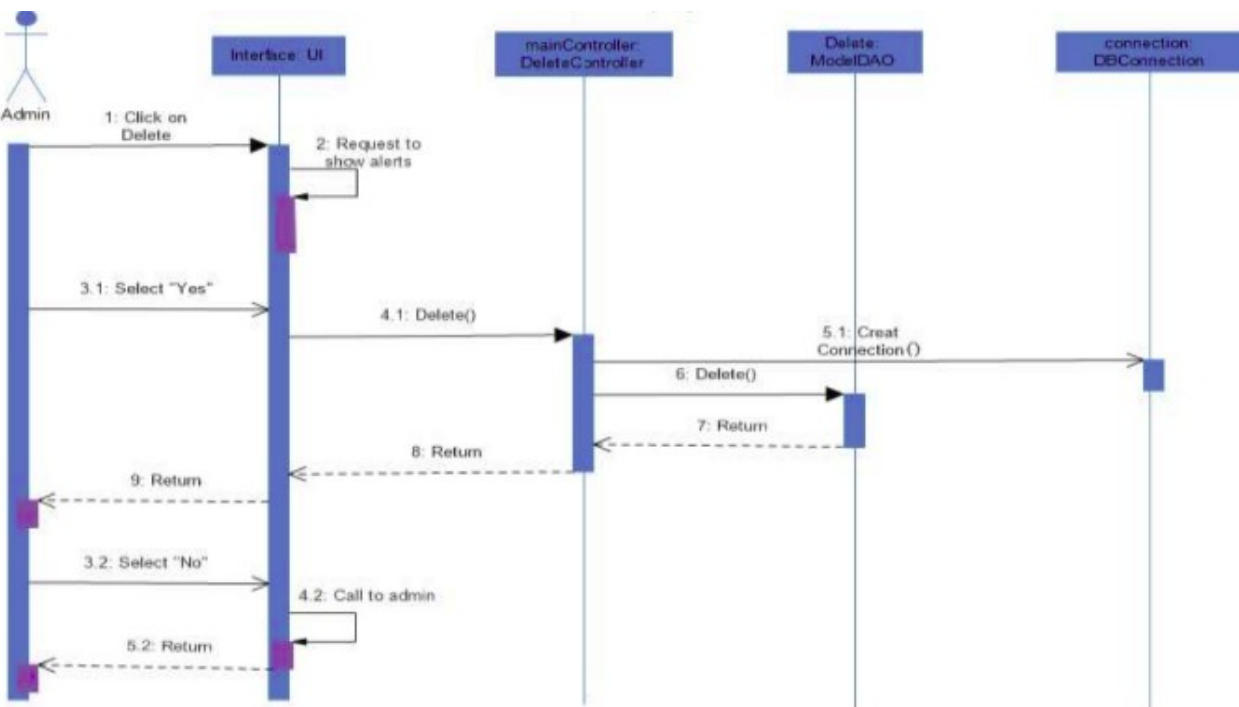 Interface: UI
mainController:
DeleteController
Delete:
ModelDAO
connection:
DBConnection
Admin
1: Click on
Delete
2: Request to
show alerts
3.1: Select "Yes"
4.1: Delete()
5.1: Creat
Connection()
6: Delete()
7: Return
8: Return
9: Return
3.2: Select "No"
4.2: Call to admin
5.2: Return